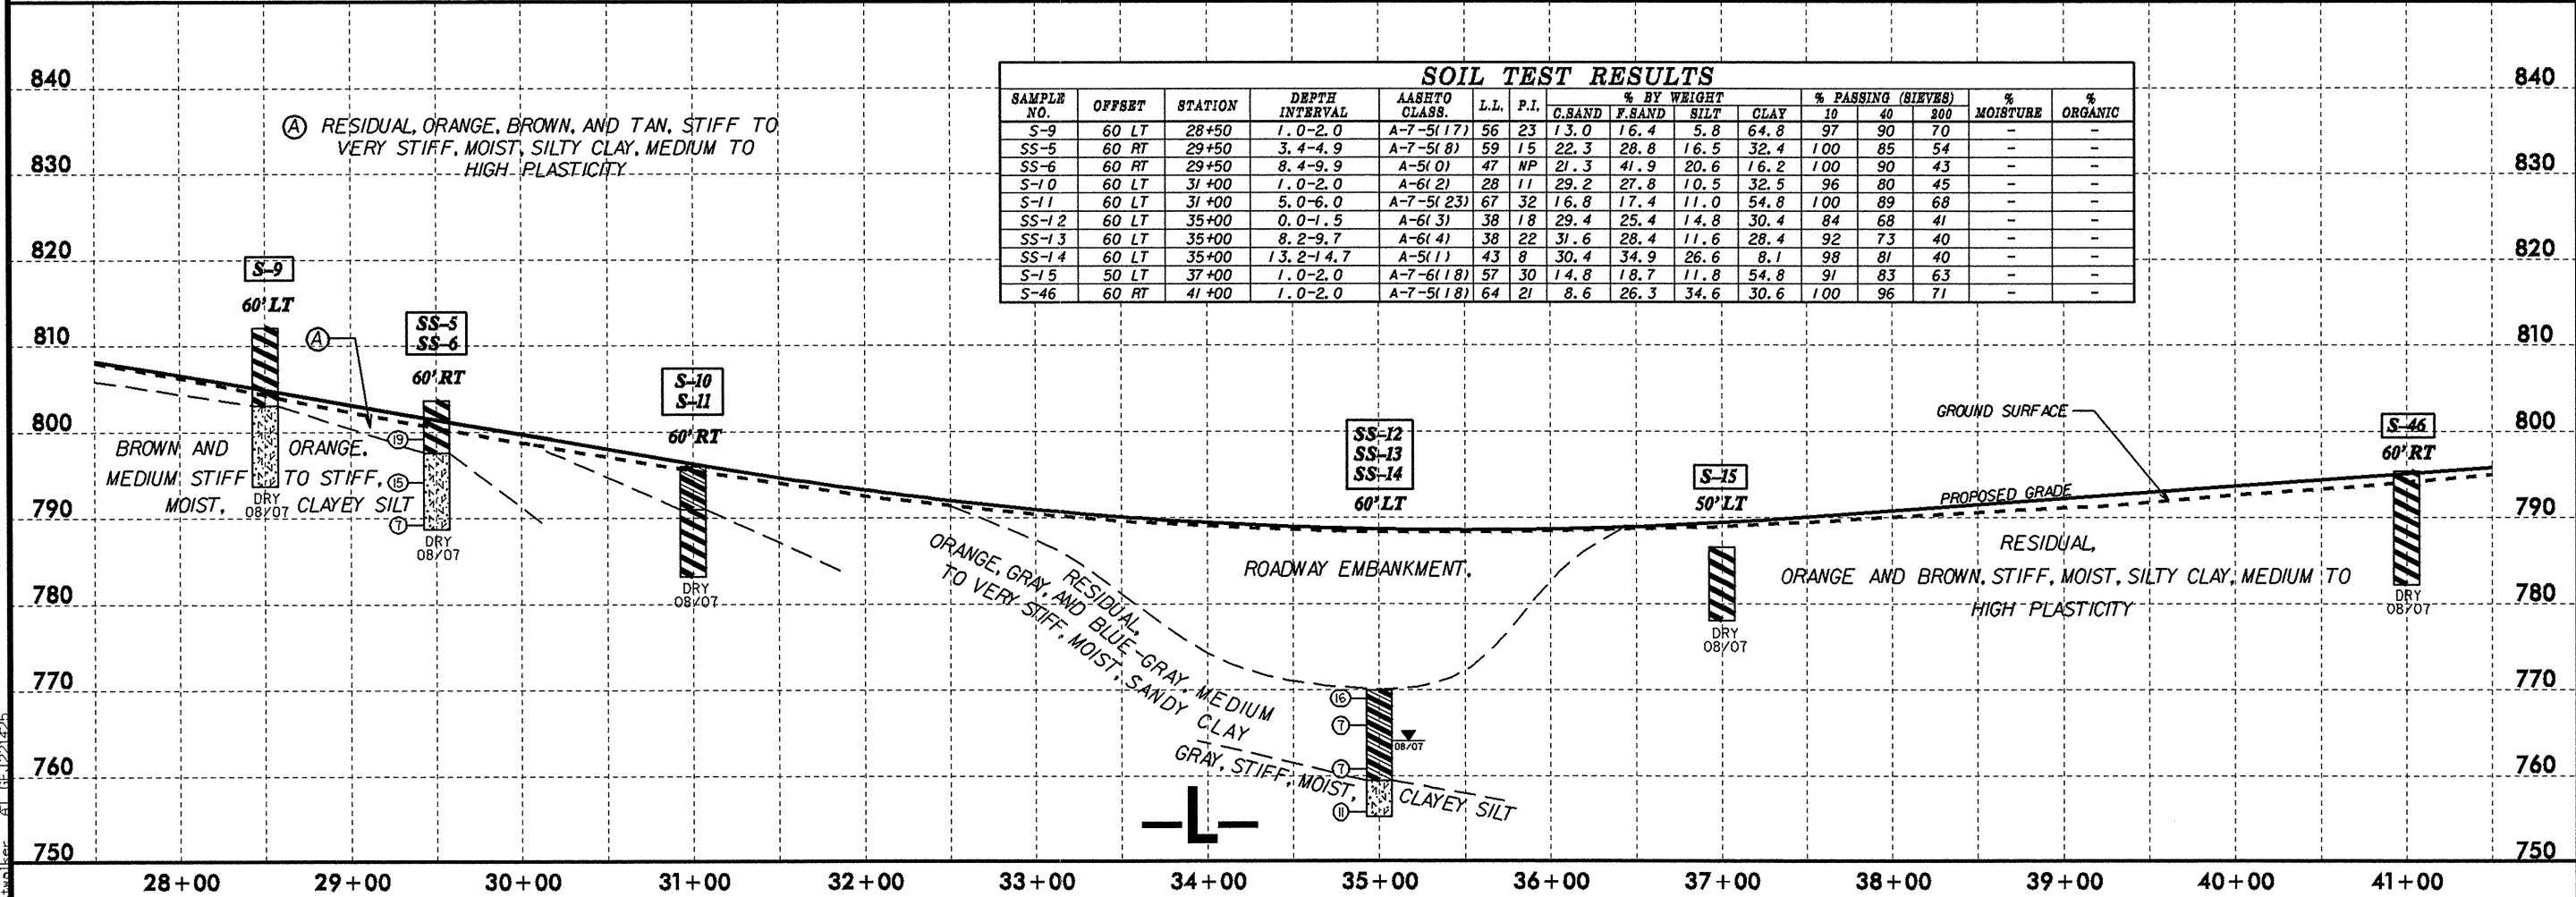 SOIL TEST RESULTS
SAMPLE NO. OFFSET STATION DEPTH INTERVAL AASHTO CLASS. L.L. P.I. % BY WEIGHT % PASSING (SIEVES) % MOISTURE % ORGANIC
C.SAND F.SAND SILT CLAY 10 40 200
S-9 60 LT 28+50 1.0-2.0 A-7-5(17) 56 23 13.0 16.4 5.8 64.8 97 90 70 - -
SS-5 60 RT 29+50 3.4-4.9 A-7-5(8) 59 15 22.3 28.8 16.5 32.4 100 85 54 - -
SS-6 60 RT 29+50 8.4-9.9 A-5(0) 47 NP 21.3 41.9 20.6 16.2 100 90 43 - -
S-10 60 LT 31+00 1.0-2.0 A-6(2) 28 11 29.2 27.8 10.5 32.5 96 80 45 - -
S-11 60 LT 31+00 5.0-6.0 A-7-5(23) 67 32 16.8 17.4 11.0 54.8 100 89 68 - -
SS-12 60 LT 35+00 0.0-1.5 A-6(3) 38 18 29.4 25.4 14.8 30.4 84 68 41 - -
SS-13 60 LT 35+00 8.2-9.7 A-6(4) 38 22 31.6 28.4 11.6 28.4 92 73 40 - -
SS-14 60 LT 35+00 13.2-14.7 A-5(1) 43 8 30.4 34.9 26.6 8.1 98 81 40 - -
S-15 50 LT 37+00 1.0-2.0 A-7-6(18) 57 30 14.8 18.7 11.8 54.8 91 83 63 - -
S-46 60 RT 41+00 1.0-2.0 A-7-5(18) 64 21 8.6 26.3 34.6 30.6 100 96 71 - -
840 840
830 830
820 820
810 810
800 800
790 790
780 780
770 770
760 760
750 750
A RESIDUAL, ORANGE, BROWN, AND TAN, STIFF TO
VERY STIFF, MOIST, SILTY CLAY, MEDIUM TO
HIGH PLASTICITY
S-9
60' LT
DRY
08/07
A
SS-5
SS-6
60' RT
19
15
7
DRY
08/07
BROWN AND ORANGE,
MEDIUM STIFF TO STIFF,
MOIST, CLAYEY SILT
S-10
S-11
60' RT
DRY
08/07
RESIDUAL,
ORANGE, GRAY, AND BLUE-GRAY, MEDIUM
TO VERY STIFF, MOIST, SANDY CLAY
GRAY, STIFF, MOIST, CLAYEY SILT
SS-12
SS-13
SS-14
60' LT
ROADWAY EMBANKMENT,
16
7
08/07
7
11
S-15
50' LT
DRY
08/07
GROUND SURFACE
PROPOSED GRADE
RESIDUAL,
ORANGE AND BROWN, STIFF, MOIST, SILTY CLAY, MEDIUM TO
HIGH PLASTICITY
S-46
60' RT
DRY
08/07
-L-
28+00 29+00 30+00 31+00 32+00 33+00 34+00 35+00 36+00 37+00 38+00 39+00 40+00 41+00